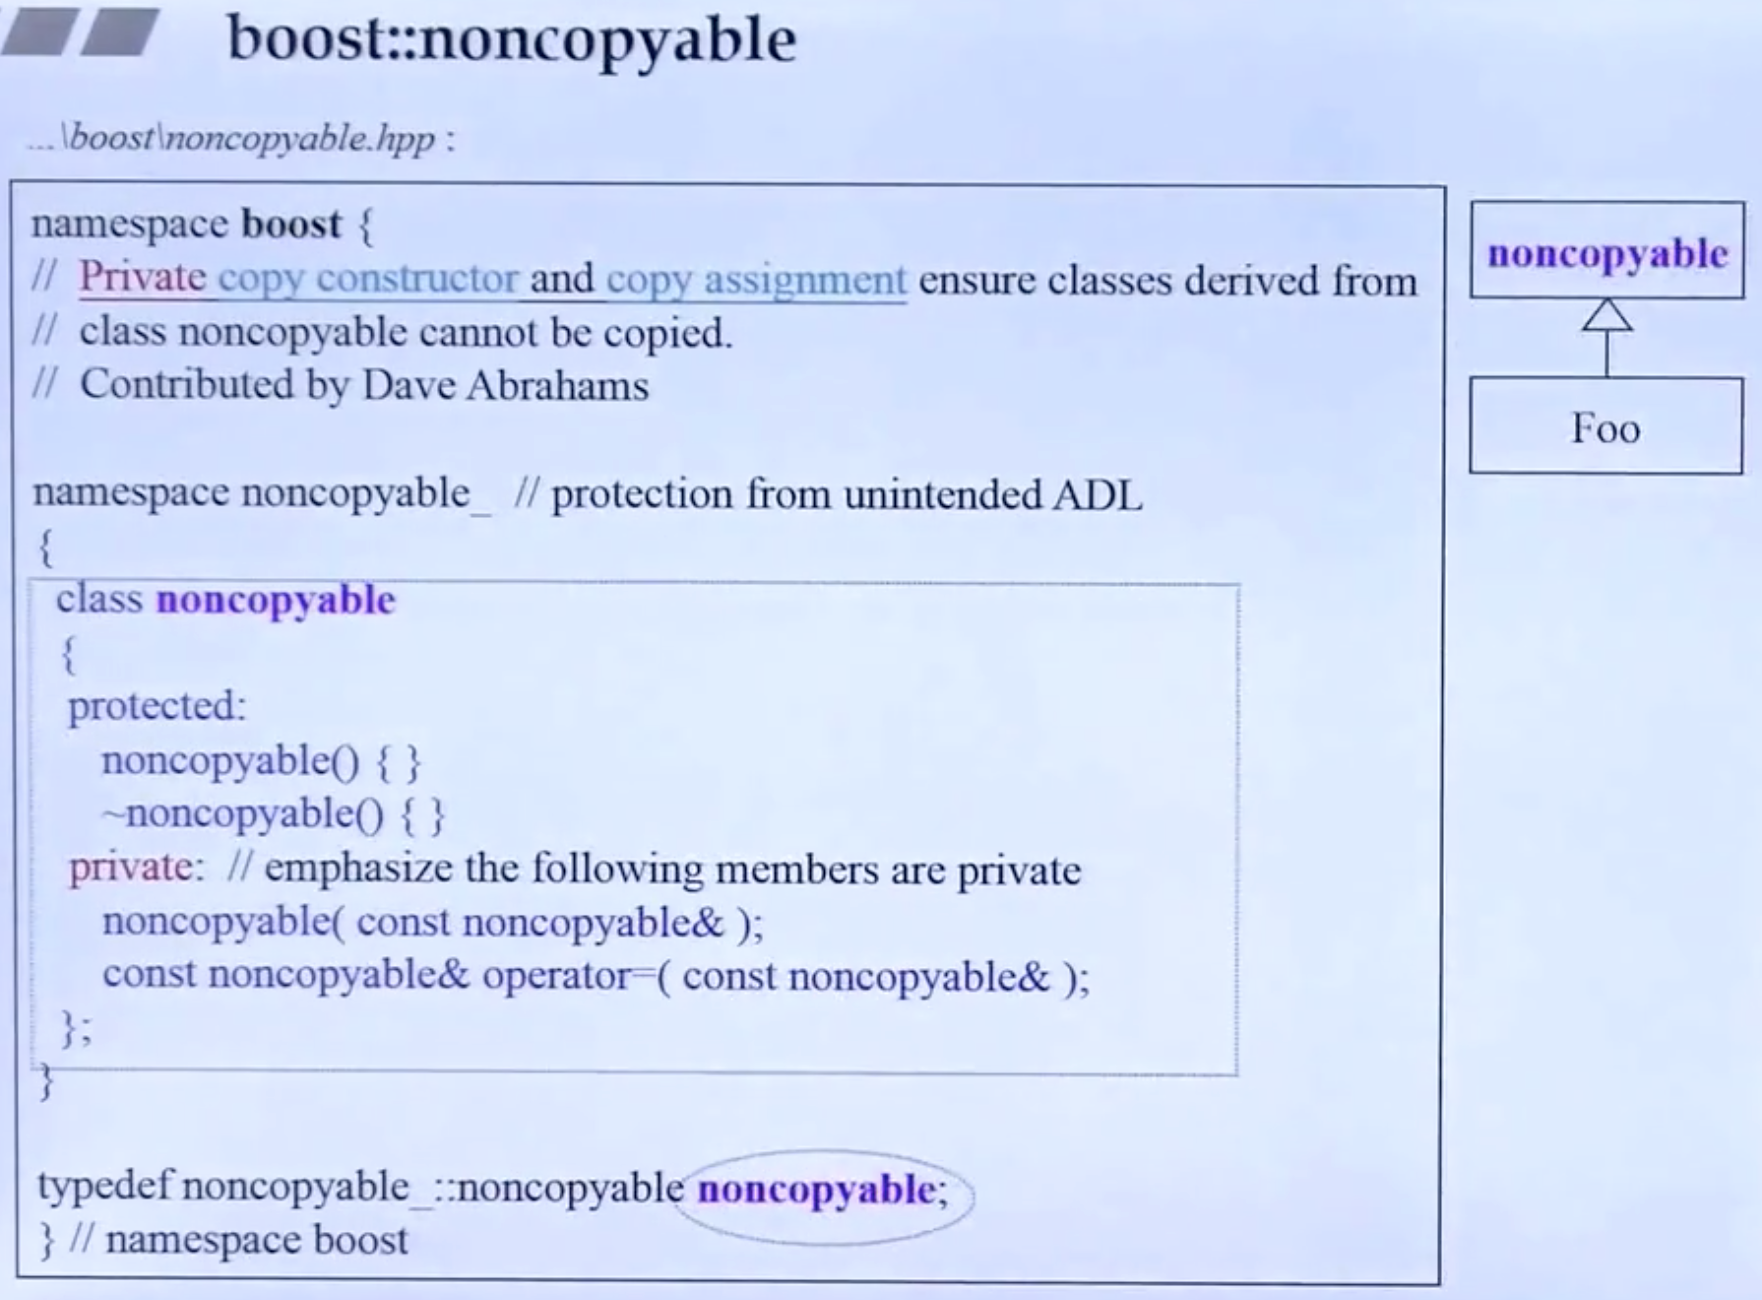 boost::noncopyable
...\boost\noncopyable.hpp :
namespace boost {
// Private copy constructor and copy assignment ensure classes derived from
// class noncopyable cannot be copied.
// Contributed by Dave Abrahams
namespace noncopyable_ // protection from unintended ADL
{
class noncopyable
{
protected:
noncopyable() { }
~noncopyable() { }
private: // emphasize the following members are private
noncopyable( const noncopyable& );
const noncopyable& operator=( const noncopyable& );
};
}
typedef noncopyable_::noncopyable noncopyable;
} // namespace boost
noncopyable
Foo